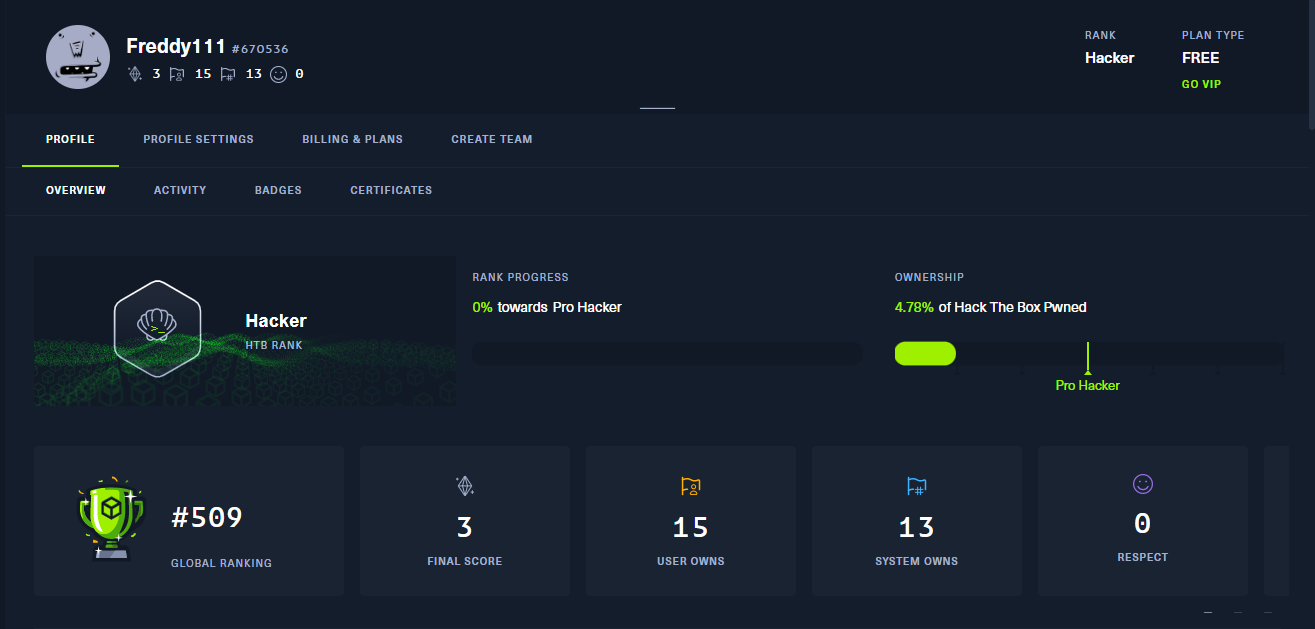 Freddy111 #670536
3 15 13 0
RANK
Hacker
PLAN TYPE
FREE
GO VIP
PROFILE PROFILE SETTINGS BILLING & PLANS CREATE TEAM
OVERVIEW ACTIVITY BADGES CERTIFICATES
>_
Hacker
HTB RANK
RANK PROGRESS
0% towards Pro Hacker
OWNERSHIP
4.78% of Hack The Box Pwned
Pro Hacker
#509
GLOBAL RANKING
3
FINAL SCORE
15
USER OWNS
13
SYSTEM OWNS
0
RESPECT